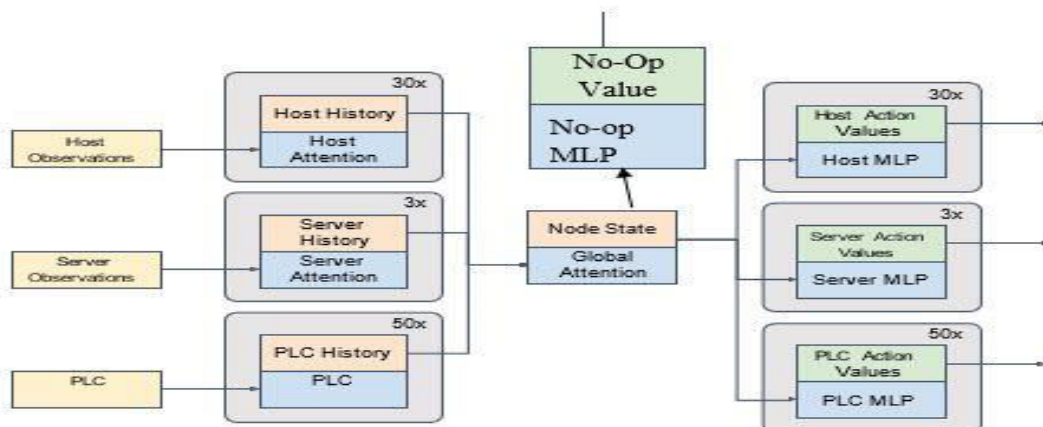 Host
Observations
30x
Host History
Host
Attention
Server
Observations
3x
Server
History
Server
Attention
PLC
50x
PLC History
PLC
No-Op
Value
No-op
MLP
Node State
Global
Attention
30x
Host Action
Values
Host MLP
3x
Server Action
Values
Server MLP
50x
PLC Action
Values
PLC MLP